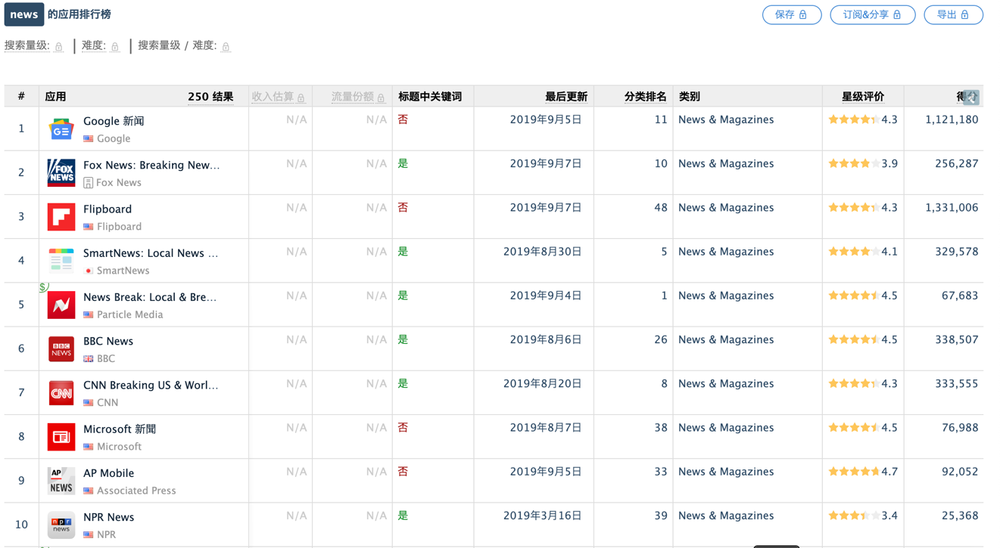 news 的应用排行榜
保存 订阅&分享 导出
搜索量级: 难度: 搜索量级 / 难度:
# 应用 250 结果 收入估算 流量份额 标题中关键词 最后更新 分类排名 类别 星级评价 得分
1 Google 新闻 N/A N/A 否 2019年9月5日 11 News & Magazines 4.3 1,121,180
Google
2 Fox News: Breaking New... N/A N/A 是 2019年9月7日 10 News & Magazines 3.9 256,287
Fox News
3 Flipboard N/A N/A 否 2019年9月7日 48 News & Magazines 4.3 1,331,006
Flipboard
4 SmartNews: Local News ... N/A N/A 是 2019年8月30日 5 News & Magazines 4.1 329,578
SmartNews
5 News Break: Local & Bre... N/A N/A 是 2019年9月4日 1 News & Magazines 4.5 67,683
Particle Media
6 BBC News N/A N/A 是 2019年8月6日 26 News & Magazines 4.5 338,507
BBC
7 CNN Breaking US & Worl... N/A N/A 是 2019年8月20日 8 News & Magazines 4.3 333,555
CNN
8 Microsoft 新聞 N/A N/A 否 2019年8月7日 38 News & Magazines 4.5 76,988
Microsoft
9 AP Mobile N/A N/A 否 2019年9月5日 33 News & Magazines 4.7 92,052
Associated Press
10 NPR News N/A N/A 是 2019年3月16日 39 News & Magazines 3.4 25,368
NPR